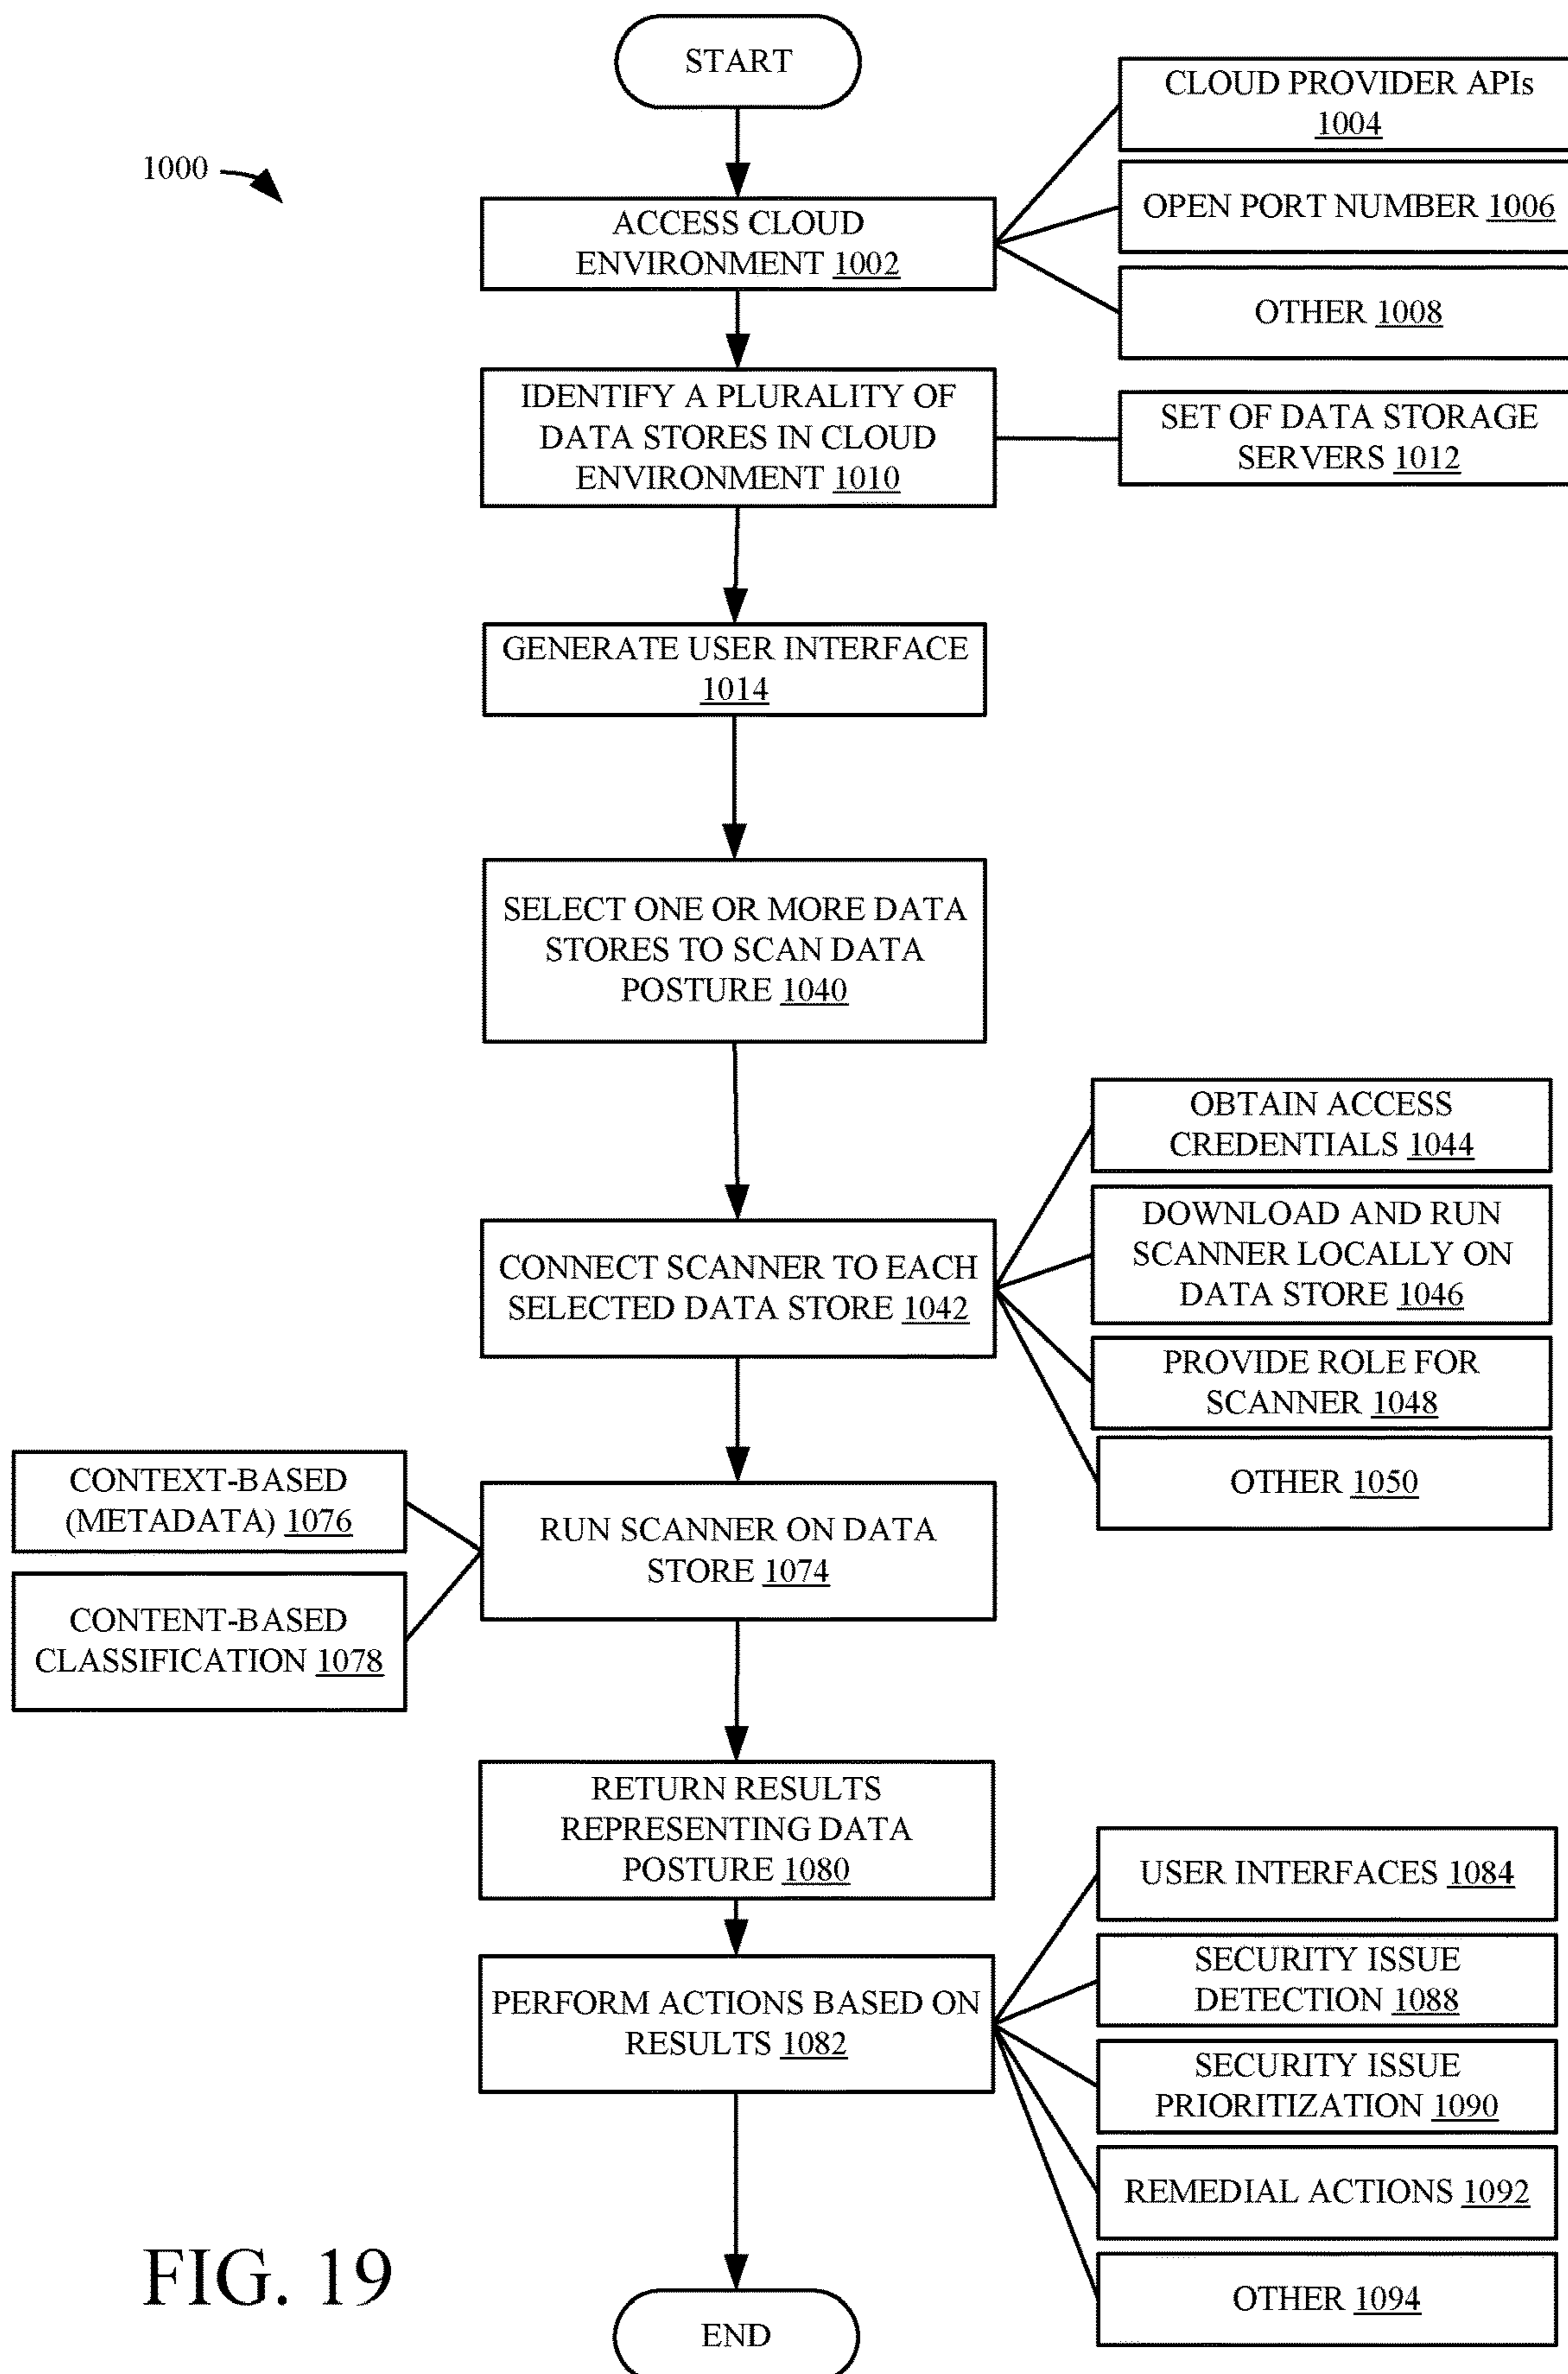 START
1000
CLOUD PROVIDER APIs
1004
ACCESS CLOUD
ENVIRONMENT 1002
OPEN PORT NUMBER 1006
OTHER 1008
IDENTIFY A PLURALITY OF
DATA STORES IN CLOUD
ENVIRONMENT 1010
SET OF DATA STORAGE
SERVERS 1012
GENERATE USER INTERFACE
1014
SELECT ONE OR MORE DATA
STORES TO SCAN DATA
POSTURE 1040
CONNECT SCANNER TO EACH
SELECTED DATA STORE 1042
OBTAIN ACCESS
CREDENTIALS 1044
DOWNLOAD AND RUN
SCANNER LOCALLY ON
DATA STORE 1046
PROVIDE ROLE FOR
SCANNER 1048
OTHER 1050
CONTEXT-BASED
(METADATA) 1076
CONTENT-BASED
CLASSIFICATION 1078
RUN SCANNER ON DATA
STORE 1074
RETURN RESULTS
REPRESENTING DATA
POSTURE 1080
PERFORM ACTIONS BASED ON
RESULTS 1082
USER INTERFACES 1084
SECURITY ISSUE
DETECTION 1088
SECURITY ISSUE
PRIORITIZATION 1090
REMEDIAL ACTIONS 1092
OTHER 1094
END
FIG. 19